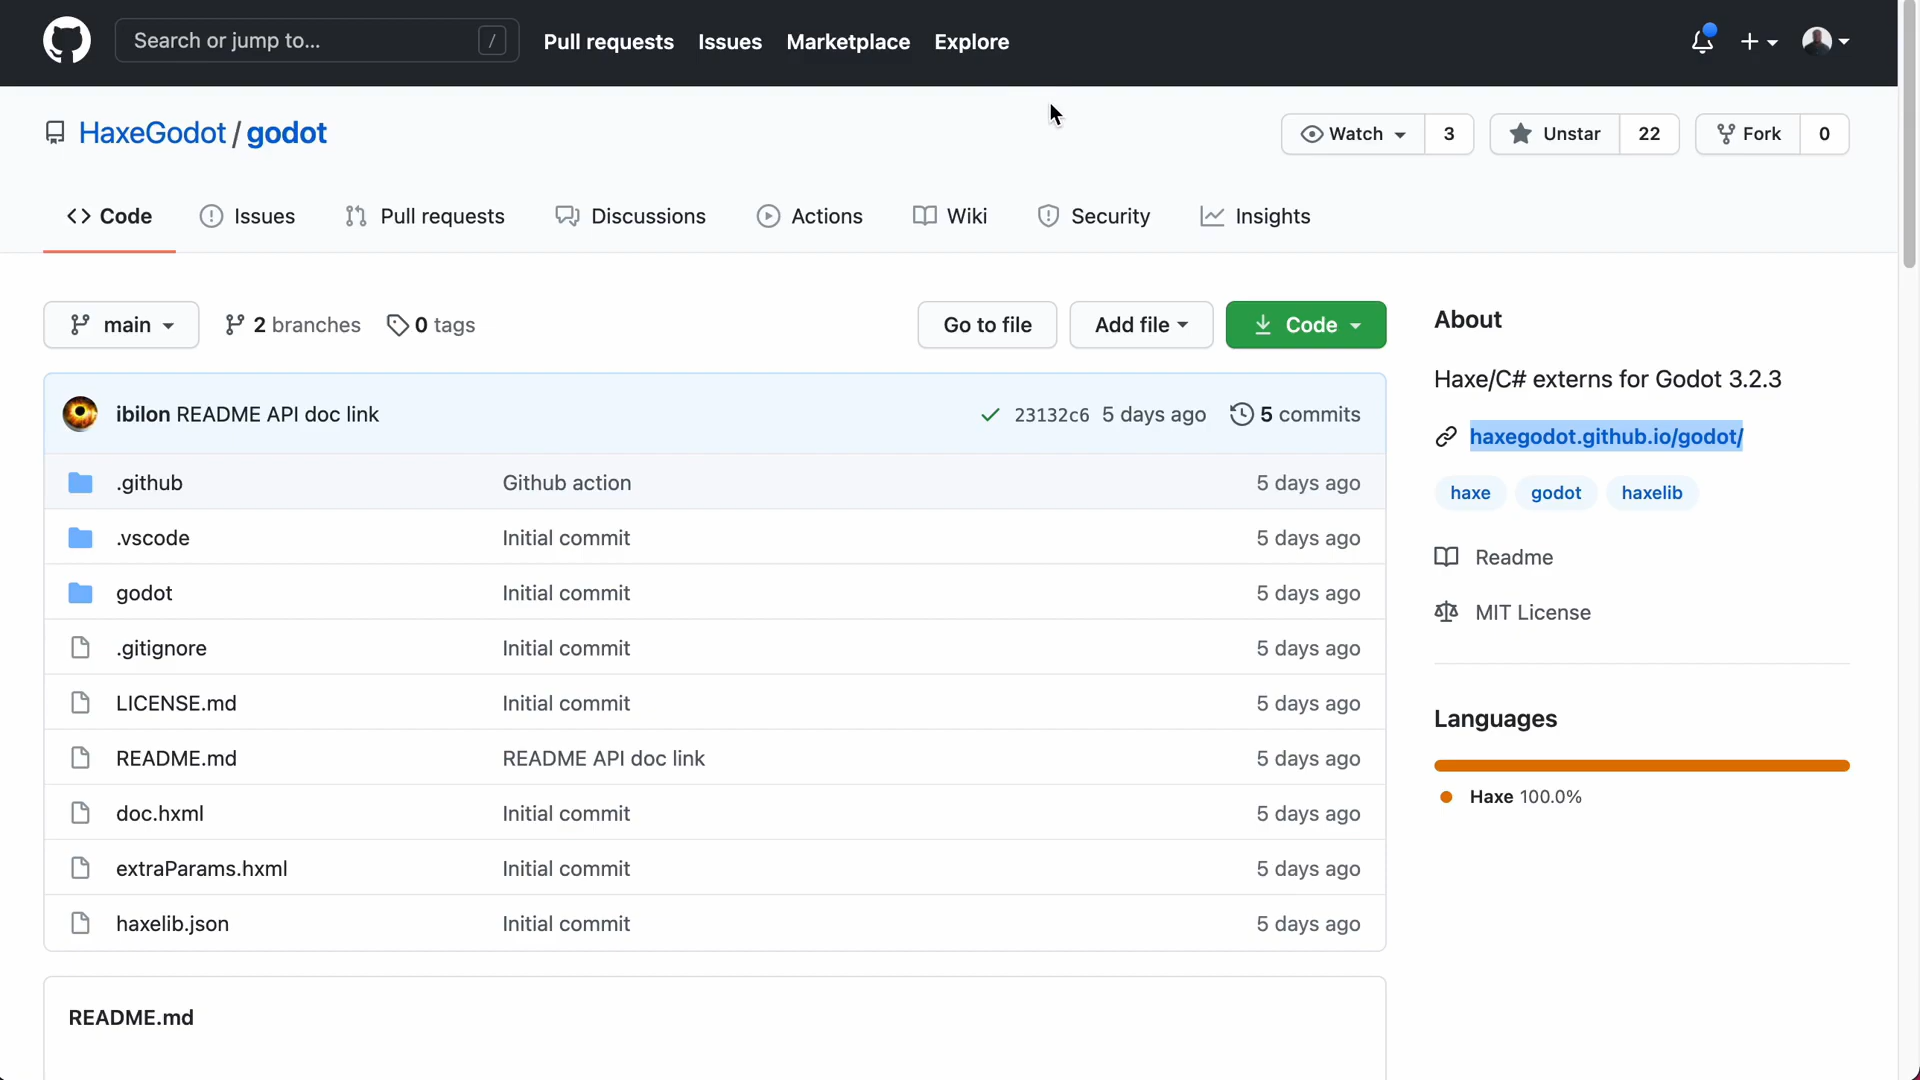 Search or jump to... /
Pull requests Issues Marketplace Explore
HaxeGodot / godot
Watch 3
Unstar 22
Fork 0
Code Issues Pull requests Discussions Actions Wiki Security Insights
main 2 branches 0 tags
Go to file Add file Code
ibilon README API doc link 23132c6 5 days ago 5 commits
.github Github action 5 days ago
.vscode Initial commit 5 days ago
godot Initial commit 5 days ago
.gitignore Initial commit 5 days ago
LICENSE.md Initial commit 5 days ago
README.md README API doc link 5 days ago
doc.hxml Initial commit 5 days ago
extraParams.hxml Initial commit 5 days ago
haxelib.json Initial commit 5 days ago
README.md
About
Haxe/C# externs for Godot 3.2.3
haxegodot.github.io/godot/
haxe godot haxelib
Readme
MIT License
Languages
Haxe 100.0%